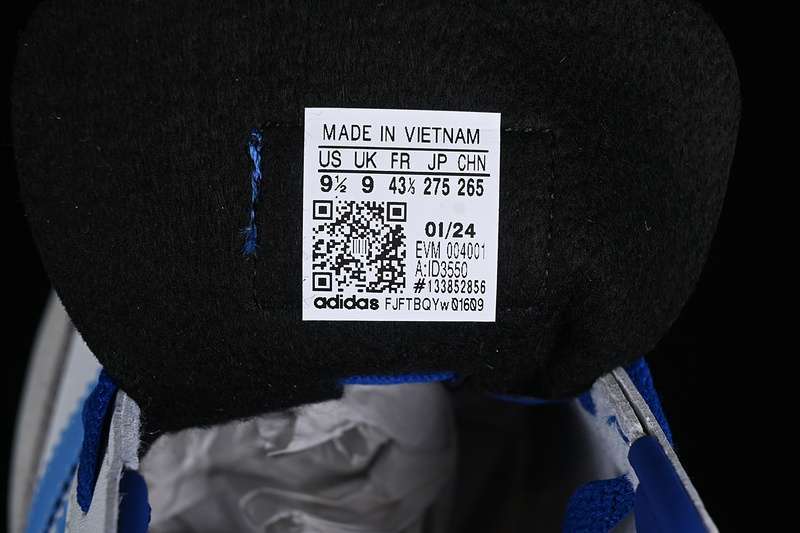 MADE IN VIETNAM
US UK FR JP CHN
9½ 9 43⅓ 275 265
01/24
EVM 004001
A:ID3550
#133852856
adidas FJFTBQYw01609